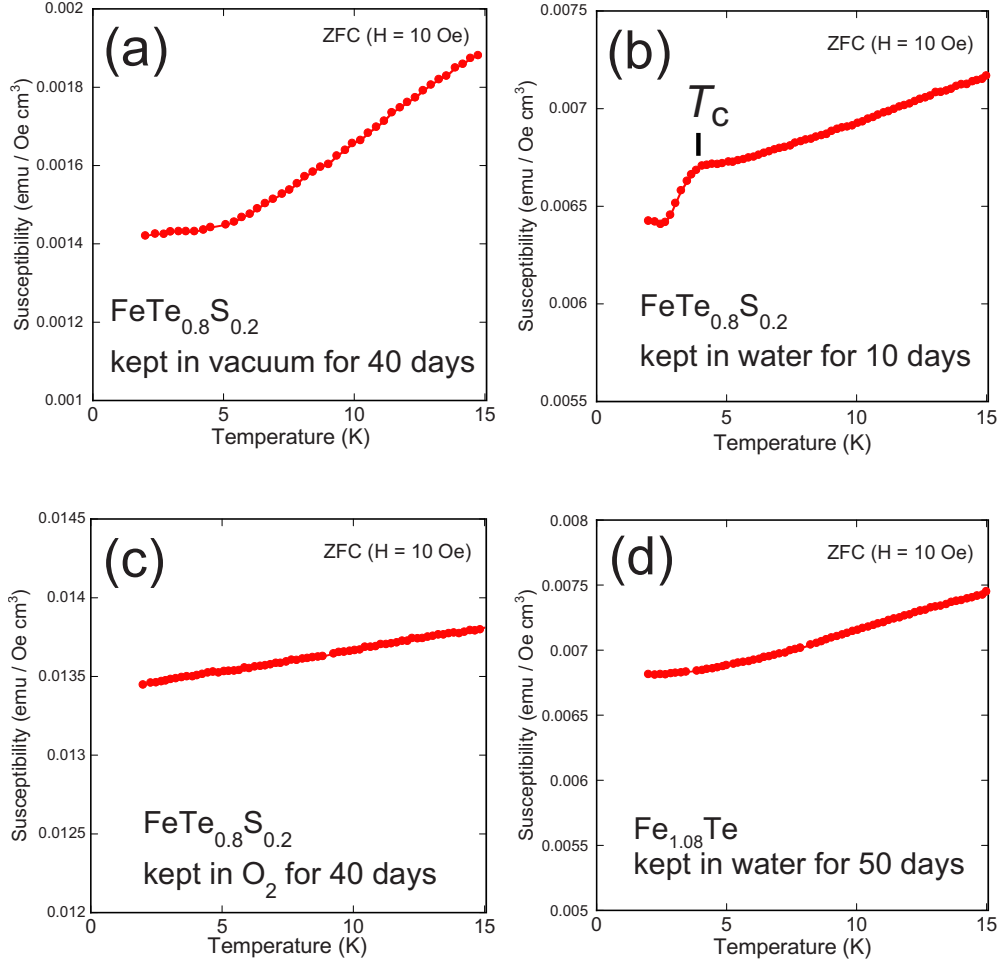 (a)
ZFC (H = 10 Oe)
Susceptibility (emu / Oe cm³)
0.002
0.0018
0.0016
0.0014
0.0012
0.001
FeTe₀.₈S₀.₂
kept in vacuum for 40 days
0
5
10
15
Temperature (K)
(b)
ZFC (H = 10 Oe)
Tc
Susceptibility (emu / Oe cm³)
0.0075
0.007
0.0065
0.006
0.0055
FeTe₀.₈S₀.₂
kept in water for 10 days
0
5
10
15
Temperature (K)
(c)
ZFC (H = 10 Oe)
Susceptibility (emu / Oe cm³)
0.0145
0.014
0.0135
0.013
0.0125
0.012
FeTe₀.₈S₀.₂
kept in O₂ for 40 days
0
5
10
15
Temperature (K)
(d)
ZFC (H = 10 Oe)
Susceptibility (emu / Oe cm³)
0.008
0.0075
0.007
0.0065
0.006
0.0055
0.005
Fe₁.₀₈Te
kept in water for 50 days
0
5
10
15
Temperature (K)